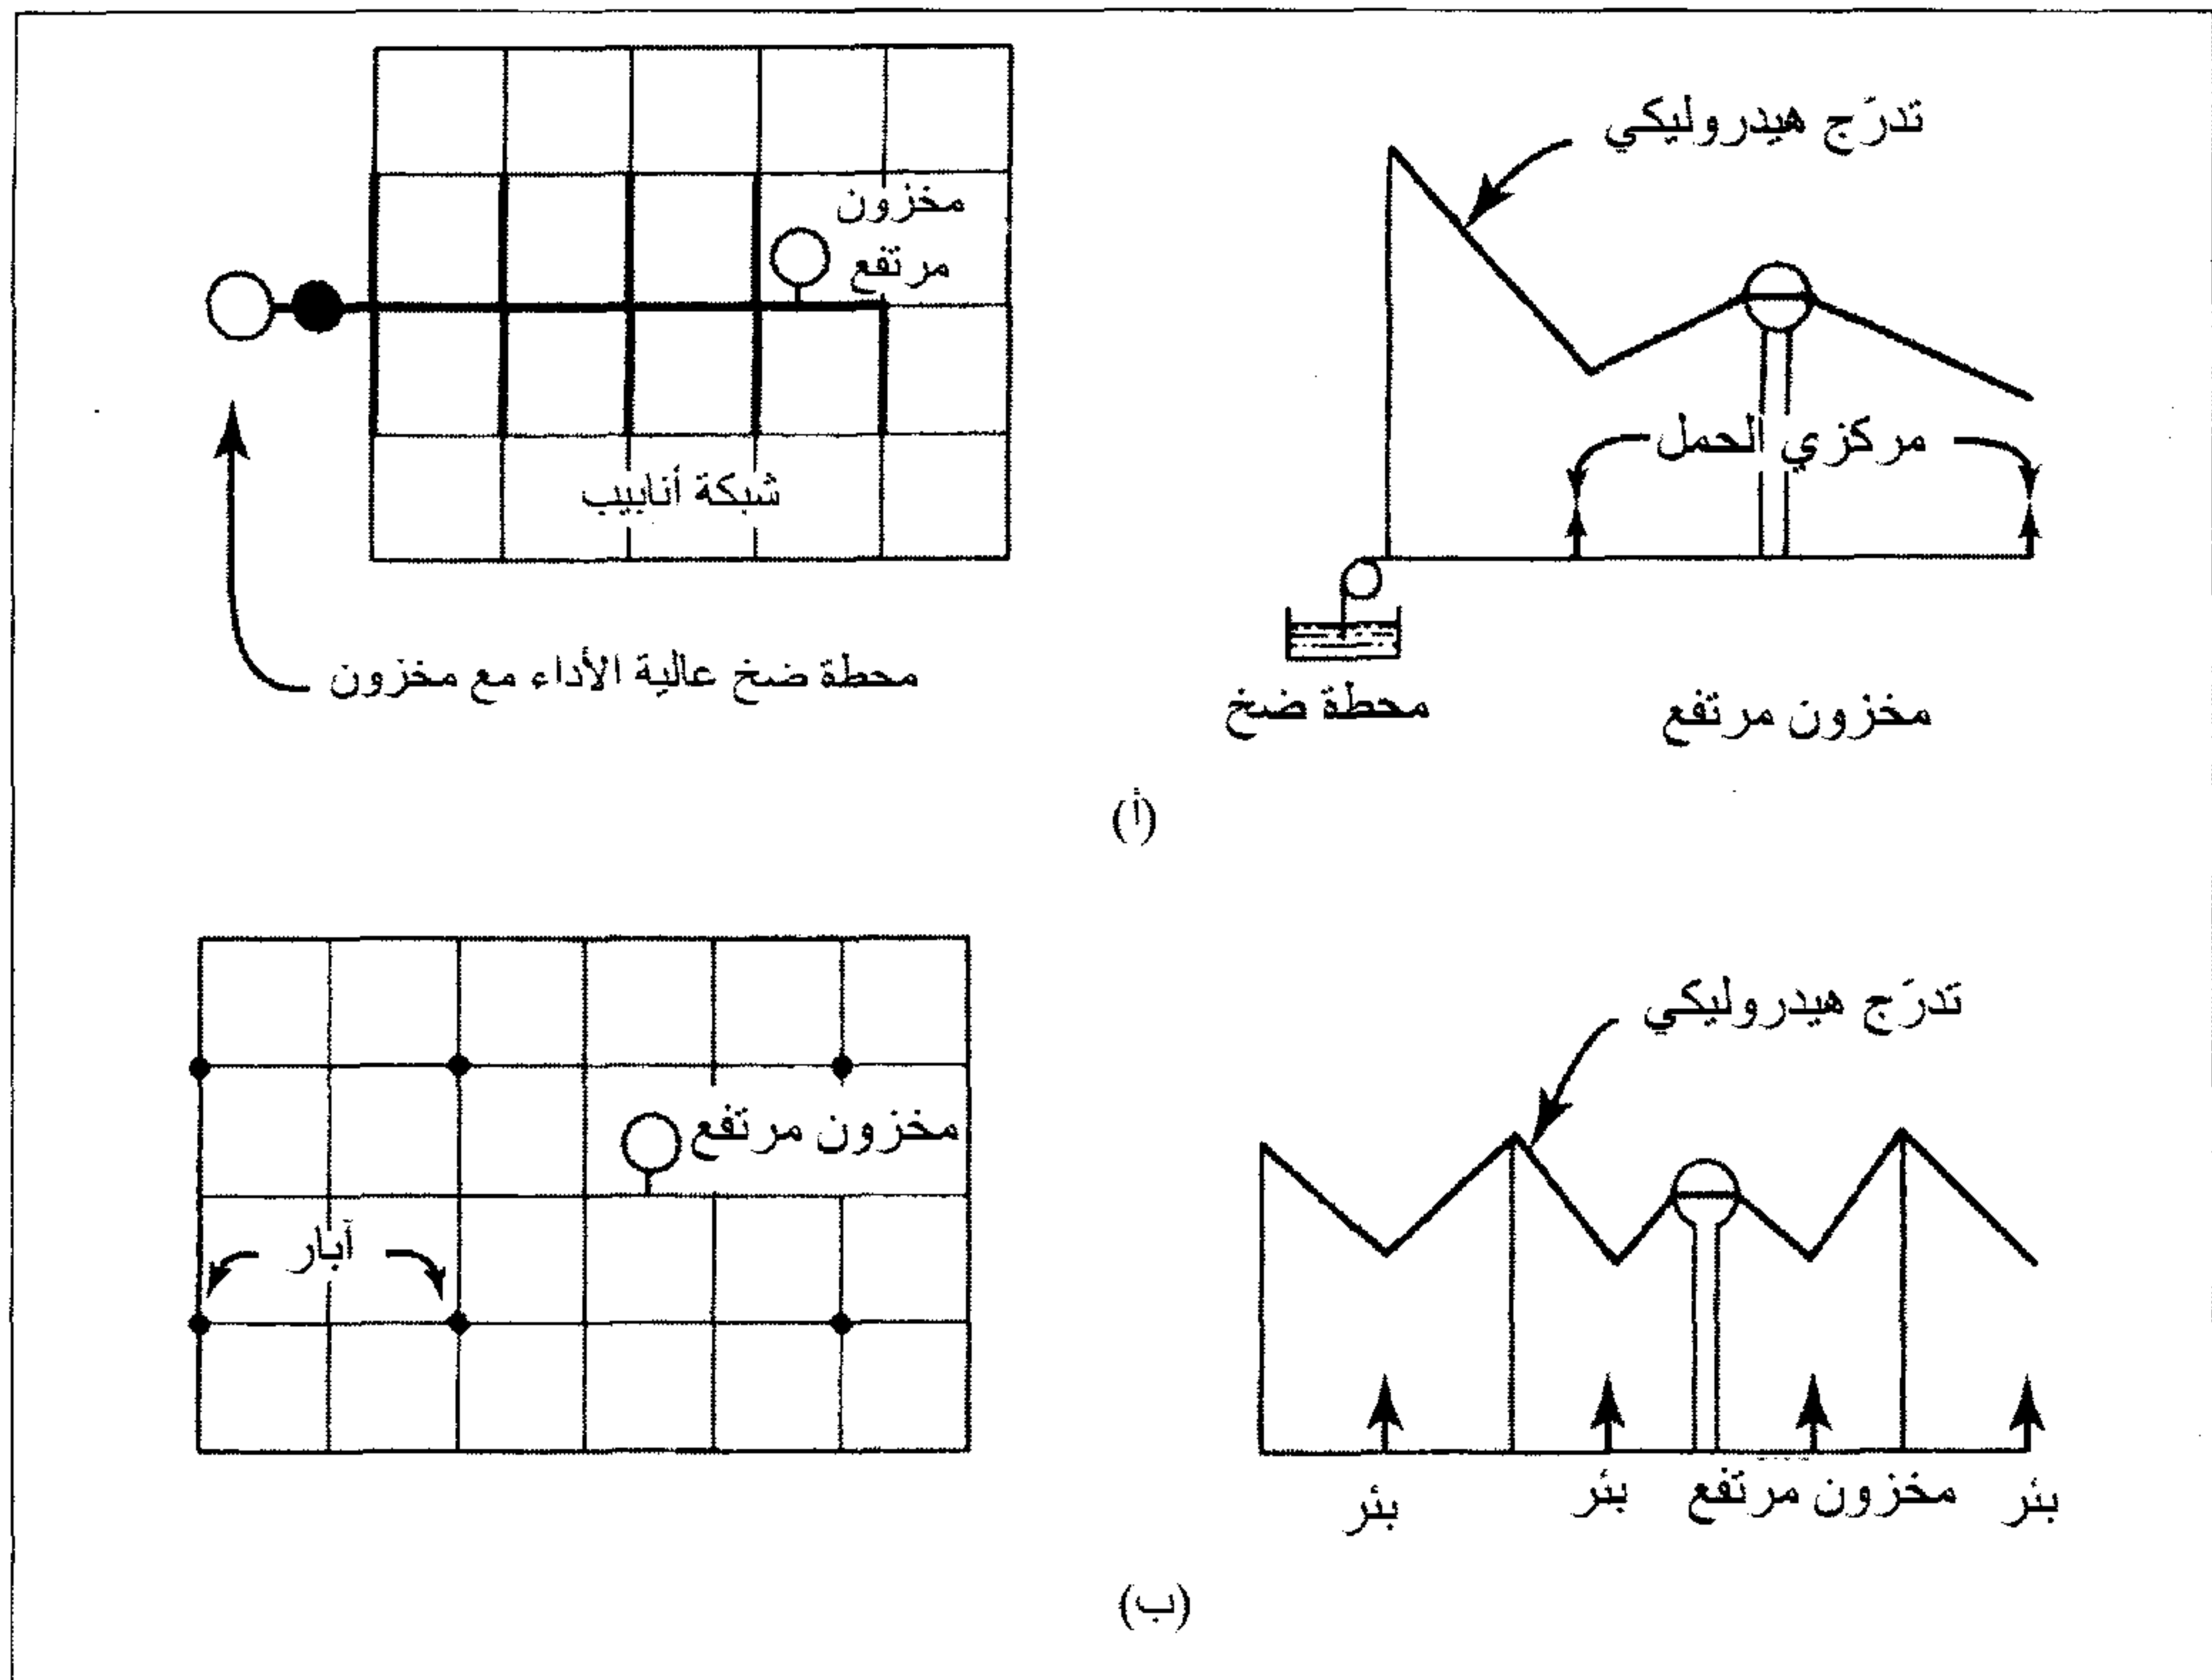 تدرّج هيدروليكي
مخزون
مرتفع
مركزي الحمل
شبكة أنابيب
محطة ضخ عالية الأداء مع مخزون
محطة ضخ
مخزون مرتفع
(أ)
تدرّج هيدروليكي
مخزون مرتفع
آبار
بئر
بئر
مخزون مرتفع
بئر
(ب)